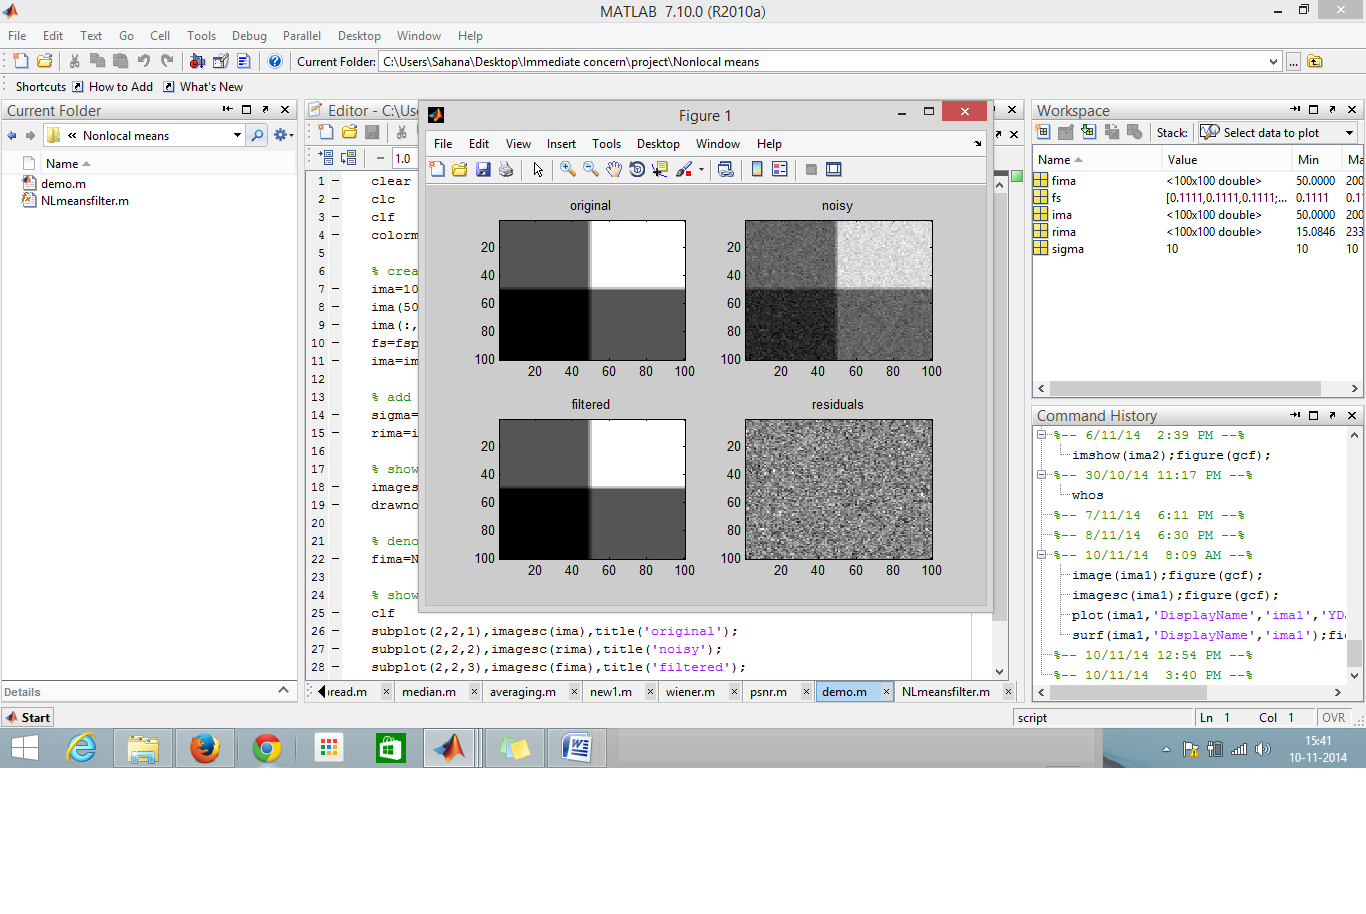 MATLAB 7.10.0 (R2010a)
File Edit Text Go Cell Tools Debug Parallel Desktop Window Help
Current Folder: C:\Users\Sahana\Desktop\Immediate concern\project\Nonlocal means
Shortcuts How to Add What's New
Current Folder
« Nonlocal means
Name
demo.m
NLmeansfilter.m
Details
Editor - C:\Use
1.0
1 clear
2 clc
3 clf
4 colorm
5
6 % crea
7 ima=10
8 ima(50
9 ima(:,
10 fs=fsp
11 ima=im
12
13 % add
14 sigma=
15 rima=i
16
17 % show
18 images
19 drawno
20
21 % deno
22 fima=N
23
24 % show
25 clf
26 subplot(2,2,1),imagesc(ima),title('original');
27 subplot(2,2,2),imagesc(rima),title('noisy');
28 subplot(2,2,3),imagesc(fima),title('filtered');
read.m median.m averaging.m new1.m wiener.m psnr.m demo.m NLmeansfilter.m
Figure 1
File Edit View Insert Tools Desktop Window Help
original
20
40
60
80
100
20 40 60 80 100
noisy
20
40
60
80
100
20 40 60 80 100
filtered
20
40
60
80
100
20 40 60 80 100
residuals
20
40
60
80
100
20 40 60 80 100
Workspace
Stack: Select data to plot
Name Value Min Ma
fima <100x100 double> 50.0000 200
fs [0.1111,0.1111,0.1111;... 0.1111 0.11
ima <100x100 double> 50.0000 200
rima <100x100 double> 15.0846 233
sigma 10 10 10
Command History
%-- 6/11/14 2:39 PM --%
imshow(ima2);figure(gcf);
%-- 30/10/14 11:17 PM --%
whos
%-- 7/11/14 6:11 PM --%
%-- 8/11/14 6:30 PM --%
%-- 10/11/14 8:09 AM --%
image(ima1);figure(gcf);
imagesc(ima1);figure(gcf);
plot(ima1,'DisplayName','ima1','YDa
surf(ima1,'DisplayName','ima1');fig
%-- 10/11/14 12:54 PM --%
%-- 10/11/14 3:40 PM --%
Start
script Ln 1 Col 1 OVR
15:41
10-11-2014